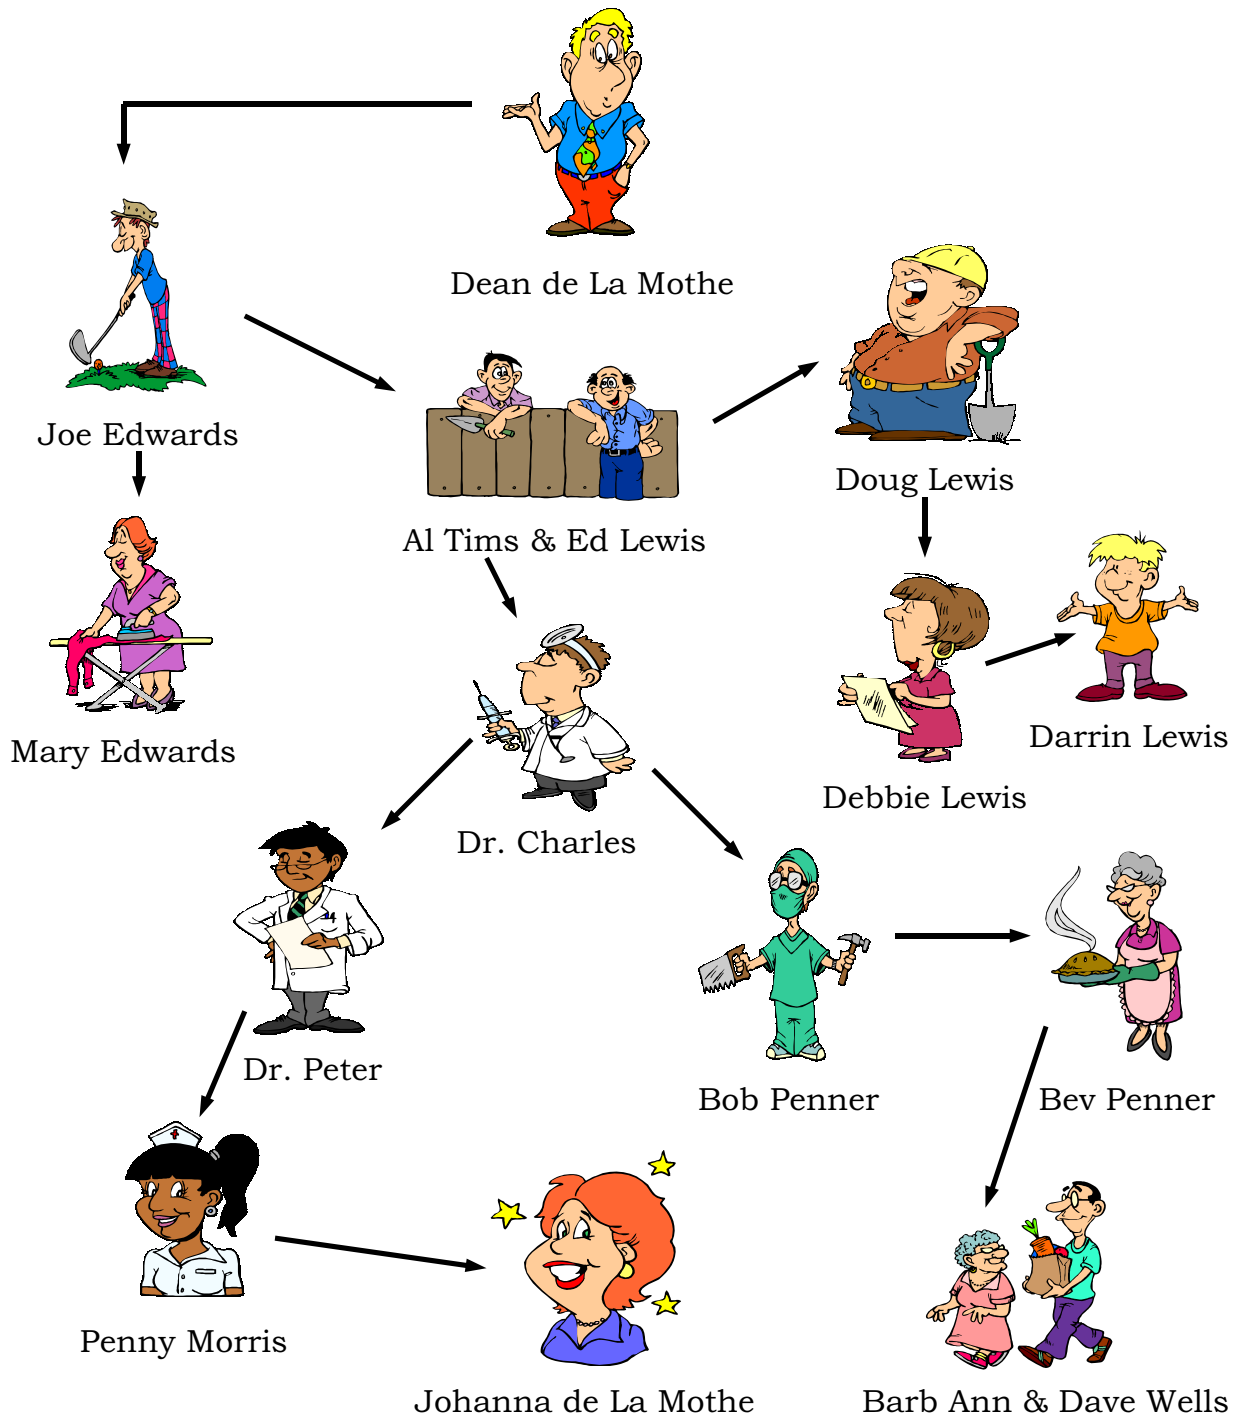 Dean de La Mothe
Joe Edwards
Doug Lewis
Al Tims & Ed Lewis
Mary Edwards
Darrin Lewis
Debbie Lewis
Dr. Charles
Dr. Peter
Bob Penner
Bev Penner
Penny Morris
Johanna de La Mothe
Barb Ann & Dave Wells